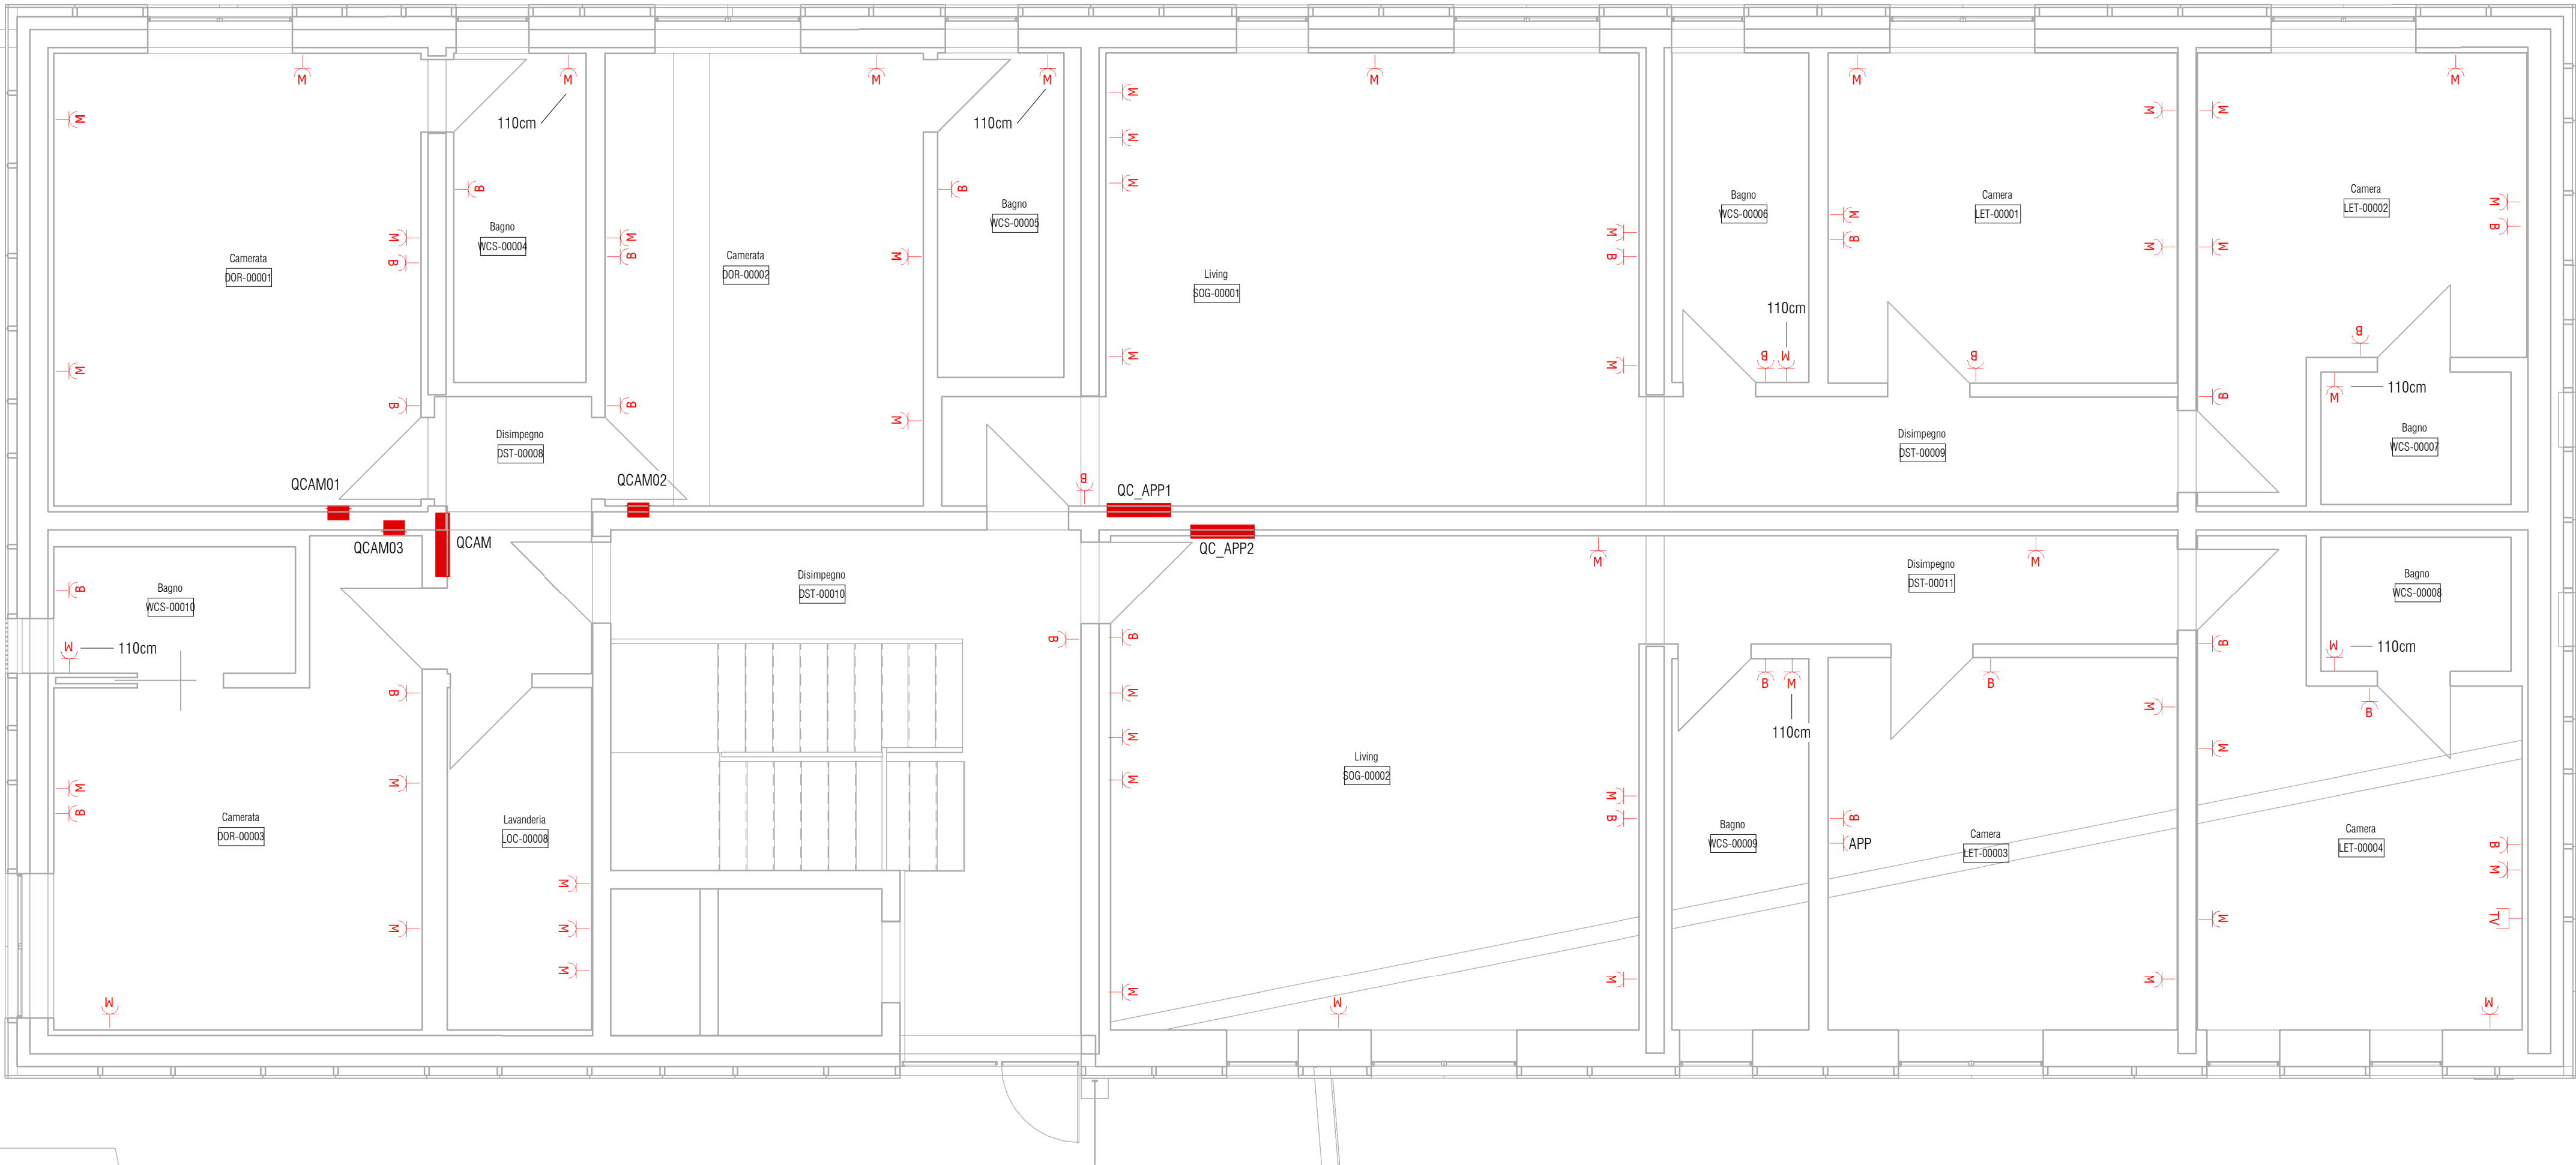 M
M
M
M
M
M
M
M
110cm
110cm
M
M
M
M
M
M
M
M
B
B
M
Bagno
WCS-00004
Bagno
WCS-00005
Bagno
WCS-00006
Camera
LET-00001
Camera
LET-00002
M
B
M
B
M
B
M
B
M
B
M
B
M
M
M
Camerata
DOR-00001
Camerata
DOR-00002
Living
SOG-00001
110cm
B
M
B
B
M
M
M
M
110cm
Bagno
WCS-00007
B
B
M
B
Disimpegno
DST-00008
Disimpegno
DST-00009
QCAM01
QCAM02
B
QC_APP1
QCAM03
QCAM
QC_APP2
M
M
Bagno
WCS-00010
B
Disimpegno
DST-00010
Disimpegno
DST-00011
Bagno
WCS-00008
M
110cm
B
B
B
M
110cm
B
M
B
M
B
M
B
M
110cm
M
M
M
M
B
M
Living
SOG-00002
M
B
Camerata
DOR-00003
Lavanderia
LOC-00008
Bagno
WCS-00009
B
APP
Camera
LET-00003
Camera
LET-00004
B
M
M
M
M
M
TV
M
M
M
M
M
M
M
M